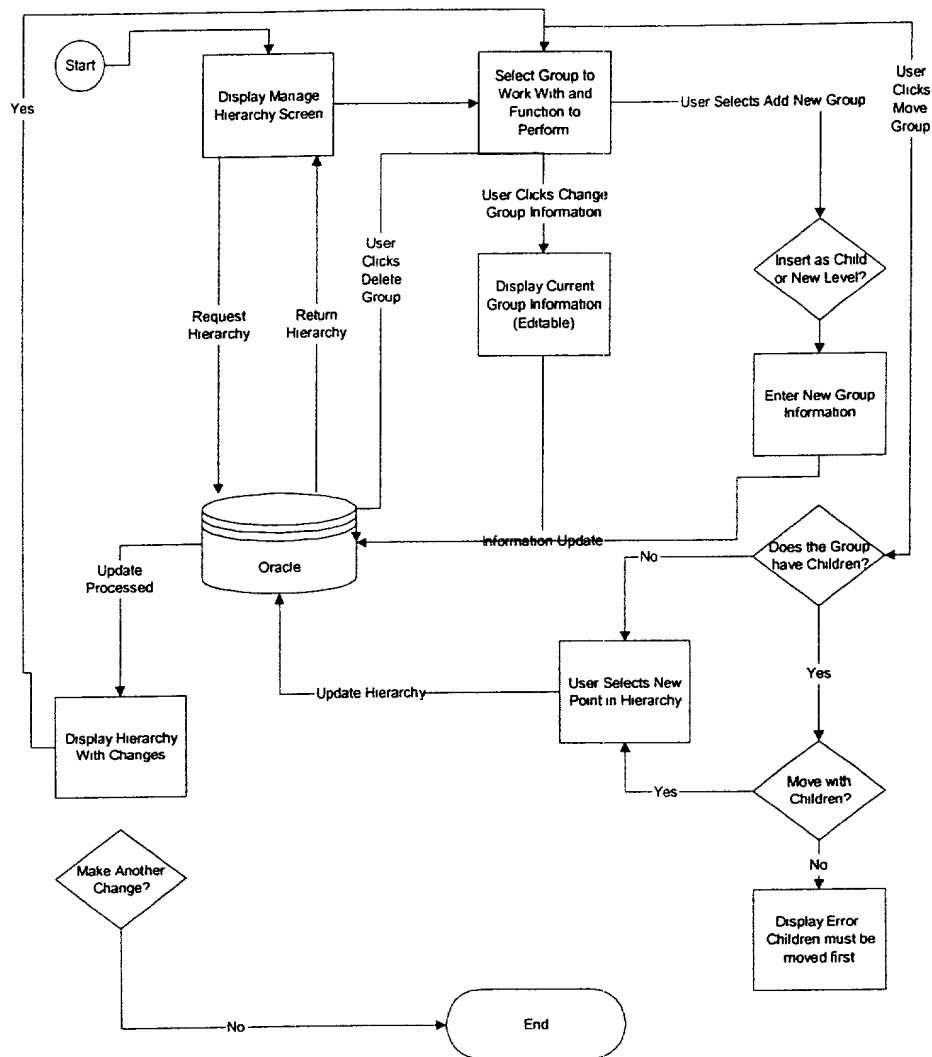 Start
Yes
Display Manage
Hierarchy Screen
Select Group to
Work With and
Function to
Perform
User Selects Add New Group
User
Clicks
Move
Group
User Clicks Change
Group Information
User
Clicks
Delete
Group
Insert as Child
or New Level?
Display Current
Group Information
(Editable)
Request
Hierarchy
Return
Hierarchy
Enter New Group
Information
Information Update
Oracle
Does the Group
have Children?
No
Update
Processed
Yes
User Selects New
Point in Hierarchy
Update Hierarchy
Display Hierarchy
With Changes
Move with
Children?
Yes
No
Make Another
Change?
Display Error
Children must be
moved first
No
End